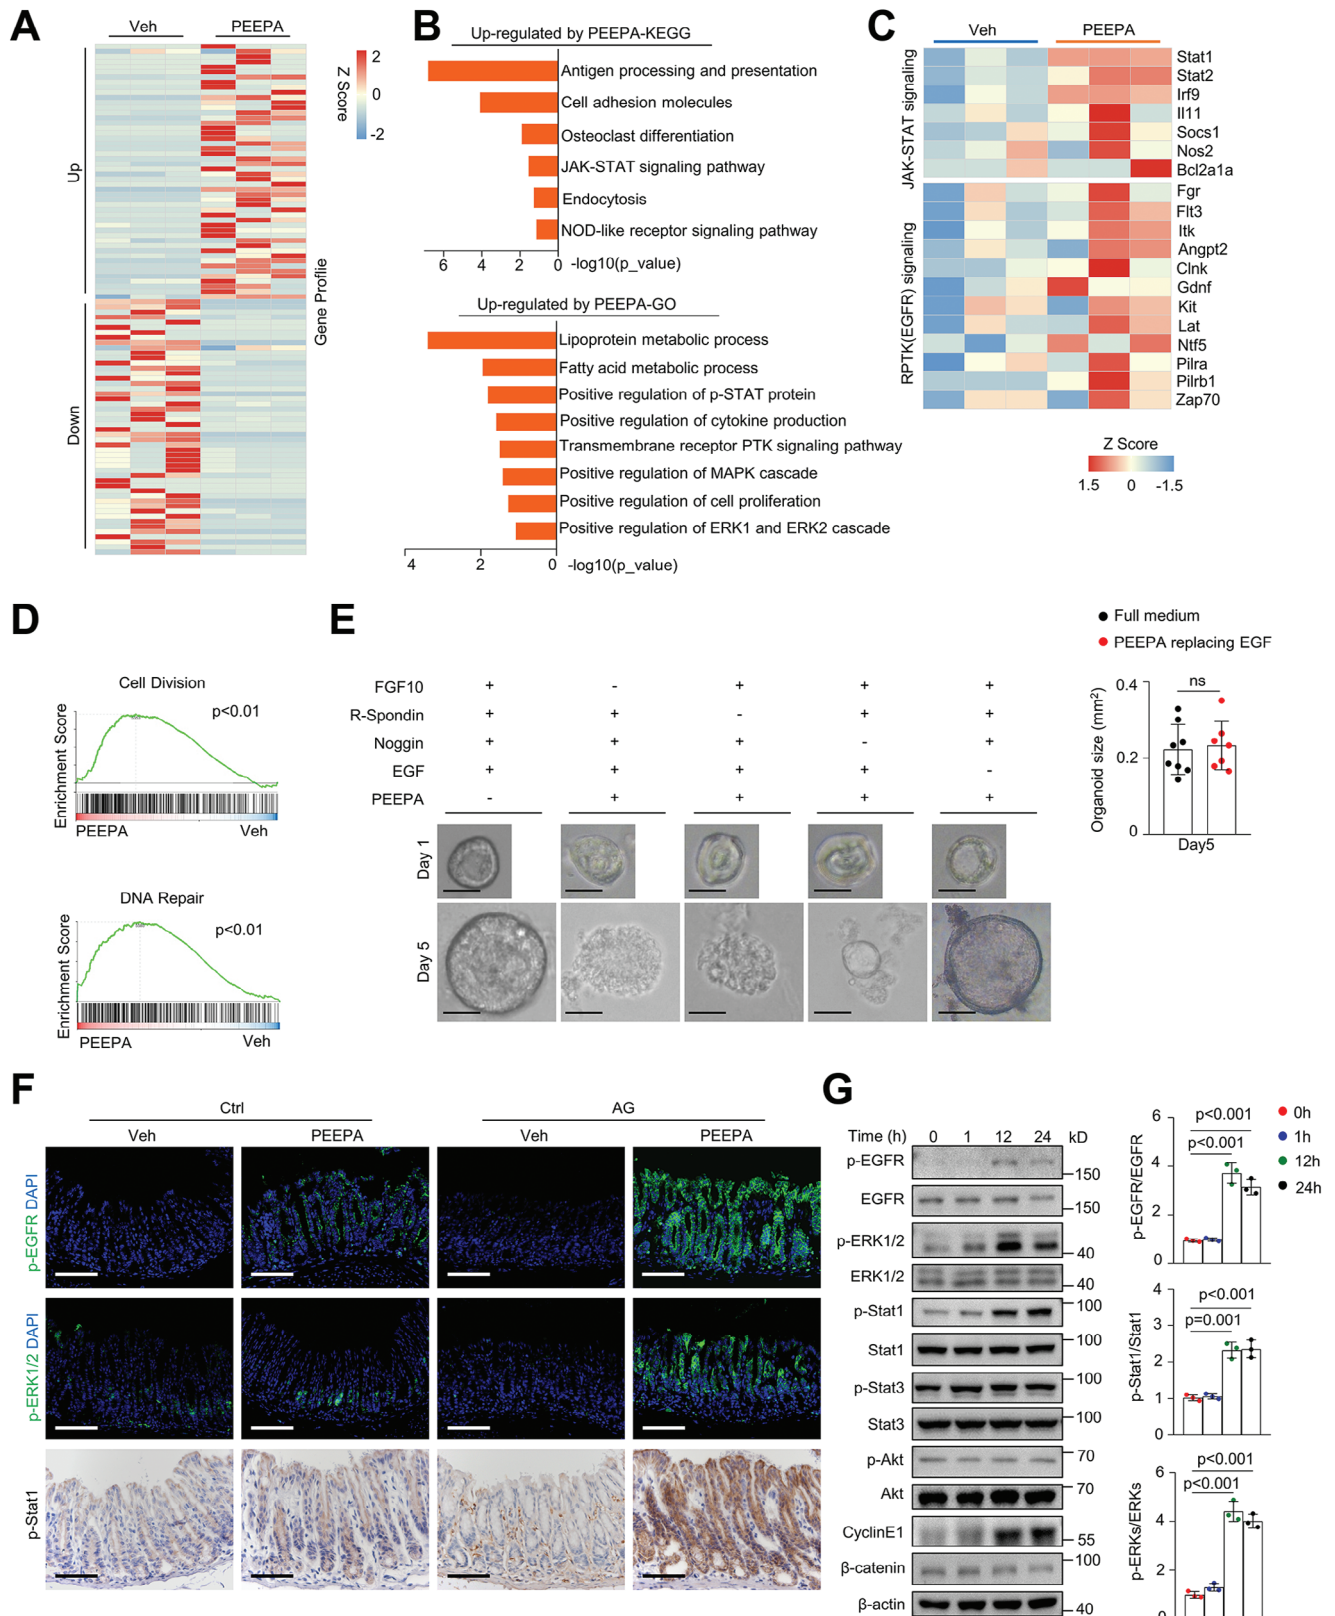 A
Veh PEEPA
Up
Down
Gene Proflie
2
0
-2
Z Score
B
Up-regulated by PEEPA-KEGG
Antigen processing and presentation
Cell adhesion molecules
Osteoclast differentiation
JAK-STAT signaling pathway
Endocytosis
NOD-like receptor signaling pathway
6 4 2 0 -log10(p_value)
Up-regulated by PEEPA-GO
Lipoprotein metabolic process
Fatty acid metabolic process
Positive regulation of p-STAT protein
Positive regulation of cytokine production
Transmembrane receptor PTK signaling pathway
Positive regulation of MAPK cascade
Positive regulation of cell proliferation
Positive regulation of ERK1 and ERK2 cascade
4 2 0 -log10(p_value)
C
Veh PEEPA
JAK-STAT signaling
Stat1
Stat2
Irf9
Il11
Socs1
Nos2
Bcl2a1a
RPTK(EGFR) signaling
Fgr
Flt3
Itk
Angpt2
Clnk
Gdnf
Kit
Lat
Ntf5
Pilra
Pilrb1
Zap70
Z Score
1.5 0 -1.5
D
Cell Division
p<0.01
Enrichment Score
PEEPA Veh
DNA Repair
p<0.01
Enrichment Score
PEEPA Veh
E
FGF10 + - + + +
R-Spondin + + - + +
Noggin + + + - +
EGF + + + + -
PEEPA - + + + +
Day 1
Day 5
Full medium
PEEPA replacing EGF
Organoid size (mm²)
0.4
0.2
0
ns
Day5
F
Ctrl AG
Veh PEEPA Veh PEEPA
p-EGFR DAPI
p-ERK1/2 DAPI
p-Stat1
G
Time (h) 0 1 12 24 kD
p-EGFR 150
EGFR 150
p-ERK1/2 40
ERK1/2 40
p-Stat1 100
Stat1 100
p-Stat3 100
Stat3 100
p-Akt 70
Akt 70
CyclinE1 55
β-catenin 100
β-actin 40
p-EGFR/EGFR
6
4
2
0
p<0.001
p<0.001
0h
1h
12h
24h
p-Stat1/Stat1
4
3
2
1
0
p<0.001
p=0.001
p-ERKs/ERKs
6
4
2
0
p<0.001
p<0.001